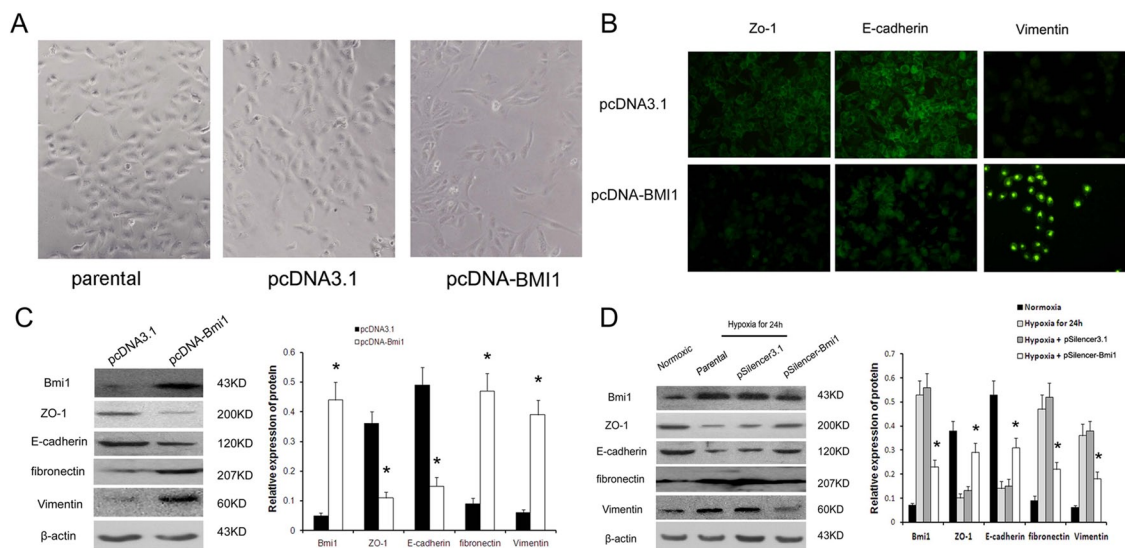 A
parental
pcDNA3.1
pcDNA-BMI1
B
Zo-1
E-cadherin
Vimentin
pcDNA3.1
pcDNA-BMI1
C
pcDNA3.1
pcDNA-Bmi1
Bmi1
43KD
ZO-1
200KD
E-cadherin
120KD
fibronectin
207KD
Vimentin
60KD
β-actin
43KD
pcDNA3.1
pcDNA-Bmi1
Relative expression of protein
0.6
0.5
0.4
0.3
0.2
0.1
0
* * * * *
Bmi1 ZO-1 E-cadherin fibronectin Vimentin
D
Hypoxia for 24h
Normoxic
Parental
pSilencer3.1
pSilencer-Bmi1
Bmi1
43KD
ZO-1
200KD
E-cadherin
120KD
fibronectin
207KD
Vimentin
60KD
β-actin
43KD
Normoxia
Hypoxia for 24h
Hypoxia + pSilencer3.1
Hypoxia + pSilencer-Bmi1
Relative expression of protein
0.7
0.6
0.5
0.4
0.3
0.2
0.1
0
* * * * *
Bmi1 ZO-1 E-cadherin fibronectin Vimentin